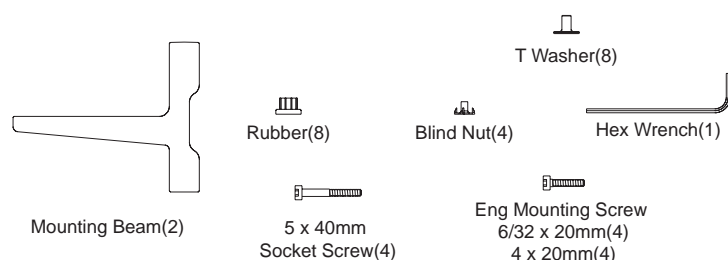 T Washer(8)
Rubber(8)
Blind Nut(4)
Hex Wrench(1)
Mounting Beam(2)
5 x 40mm
Socket Screw(4)
Eng Mounting Screw
6/32 x 20mm(4)
4 x 20mm(4)